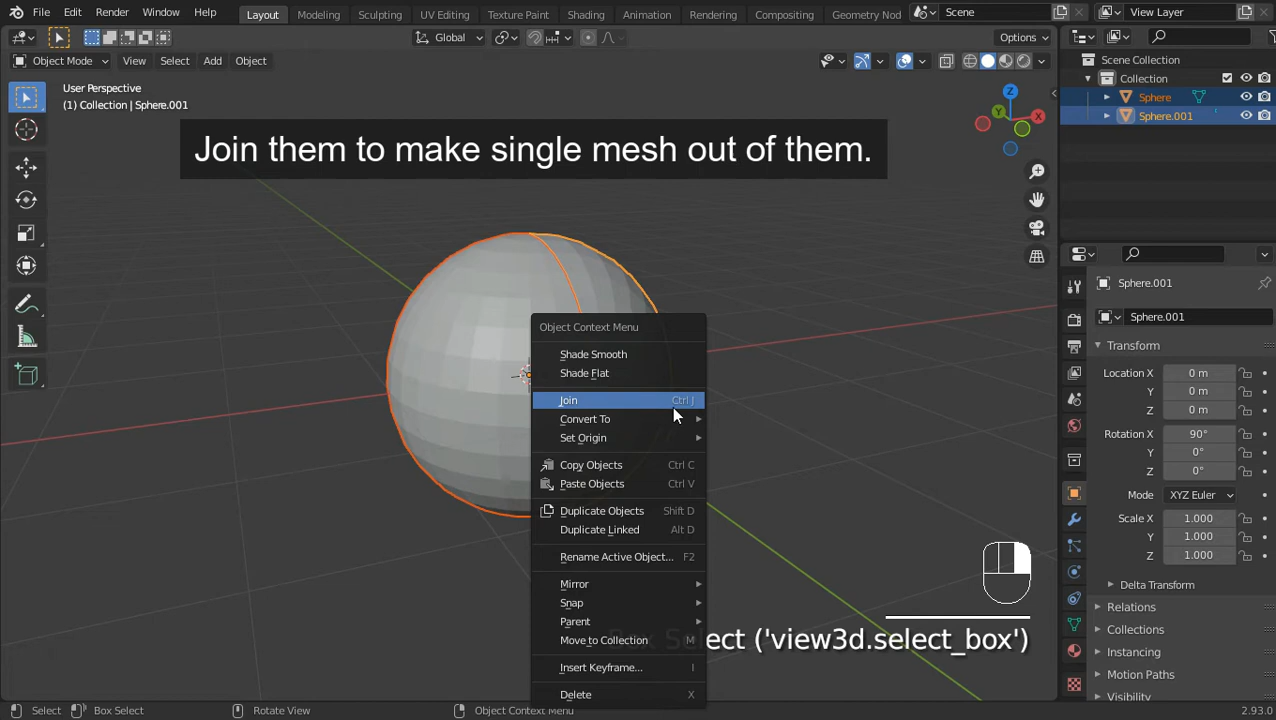 File Edit Render Window Help Layout Modeling Sculpting UV Editing Texture Paint Shading Animation Rendering Compositing Geometry Nod Scene View Layer
Global Options
Object Mode View Select Add Object
User Perspective
(1) Collection | Sphere.001
Join them to make single mesh out of them.
Z
Y
X
Scene Collection
Collection
Sphere
Sphere.001
Object Context Menu
Shade Smooth
Shade Flat
Join Ctrl J
Convert To
Set Origin
Copy Objects Ctrl C
Paste Objects Ctrl V
Duplicate Objects Shift D
Duplicate Linked Alt D
Rename Active Object... F2
Mirror
Snap
Parent
Move to Collection M
Insert Keyframe... I
Delete X
ect ('view3d.select_box')
Sphere.001
Sphere.001
Transform
Location X 0 m
Y 0 m
Z 0 m
Rotation X 90°
Y 0°
Z 0°
Mode XYZ Euler
Scale X 1.000
Y 1.000
Z 1.000
Delta Transform
Relations
Collections
Instancing
Motion Paths
Visibility
Select Box Select Rotate View Object Context Menu 2.93.0